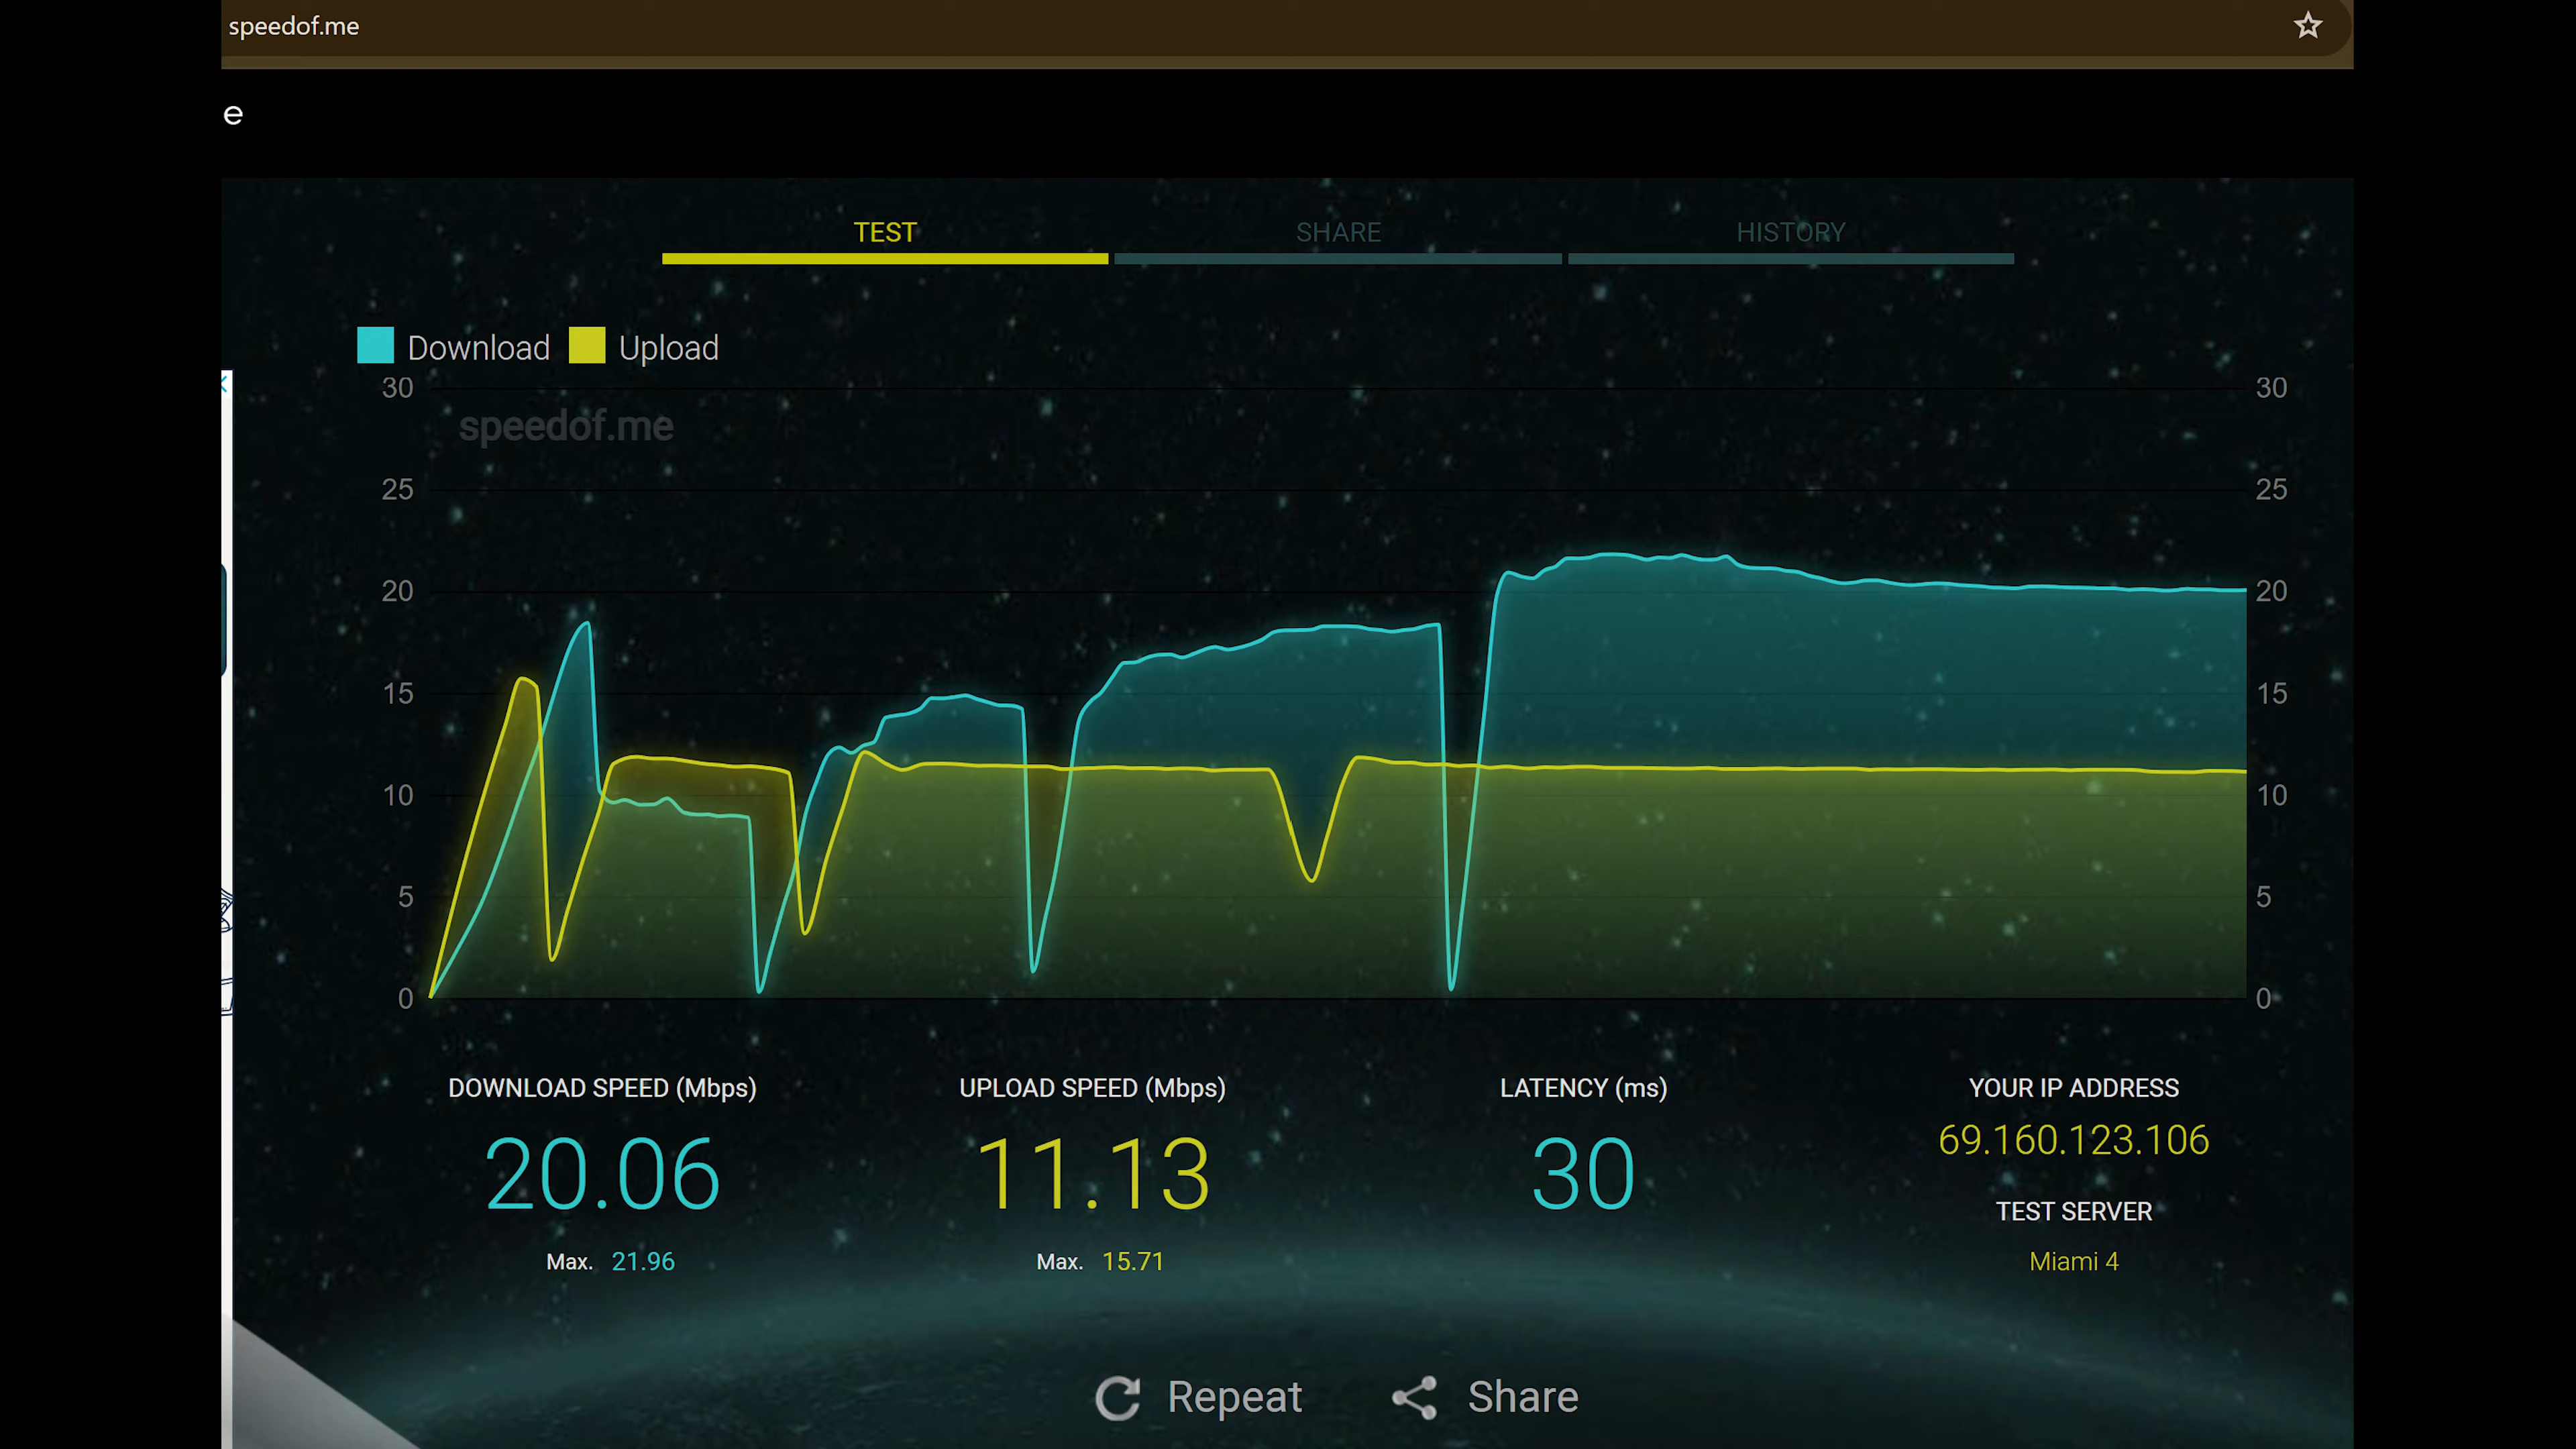 speedof.me
e
TEST SHARE HISTORY
Download Upload
30 30
speedof.me
25 25
20 20
15 15
10 10
5 5
0 0
DOWNLOAD SPEED (Mbps) UPLOAD SPEED (Mbps) LATENCY (ms) YOUR IP ADDRESS
20.06 11.13 30 69.160.123.106
TEST SERVER
Max. 21.96 Max. 15.71 Miami 4
Repeat Share